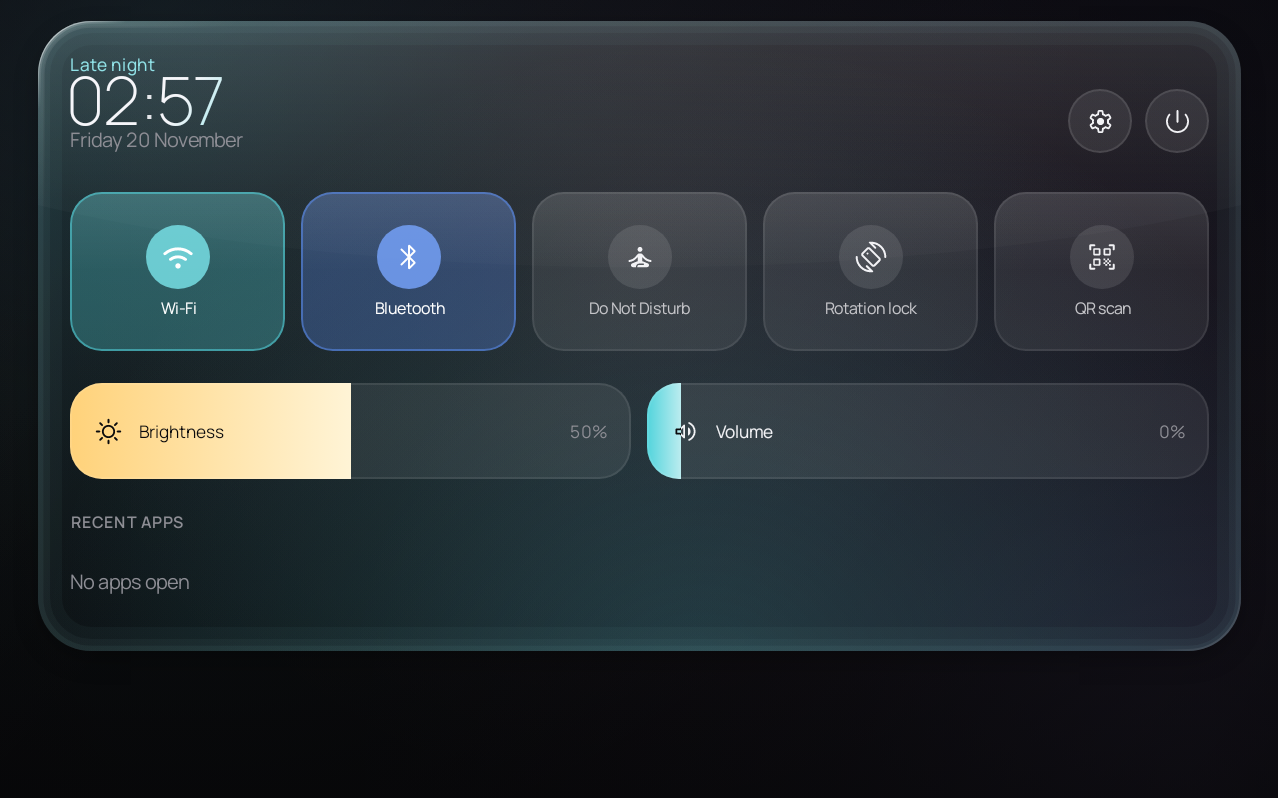 Late night
02:57
Friday 20 November
Wi-Fi
Bluetooth
Do Not Disturb
Rotation lock
QR scan
Brightness
50%
Volume
0%
RECENT APPS
No apps open